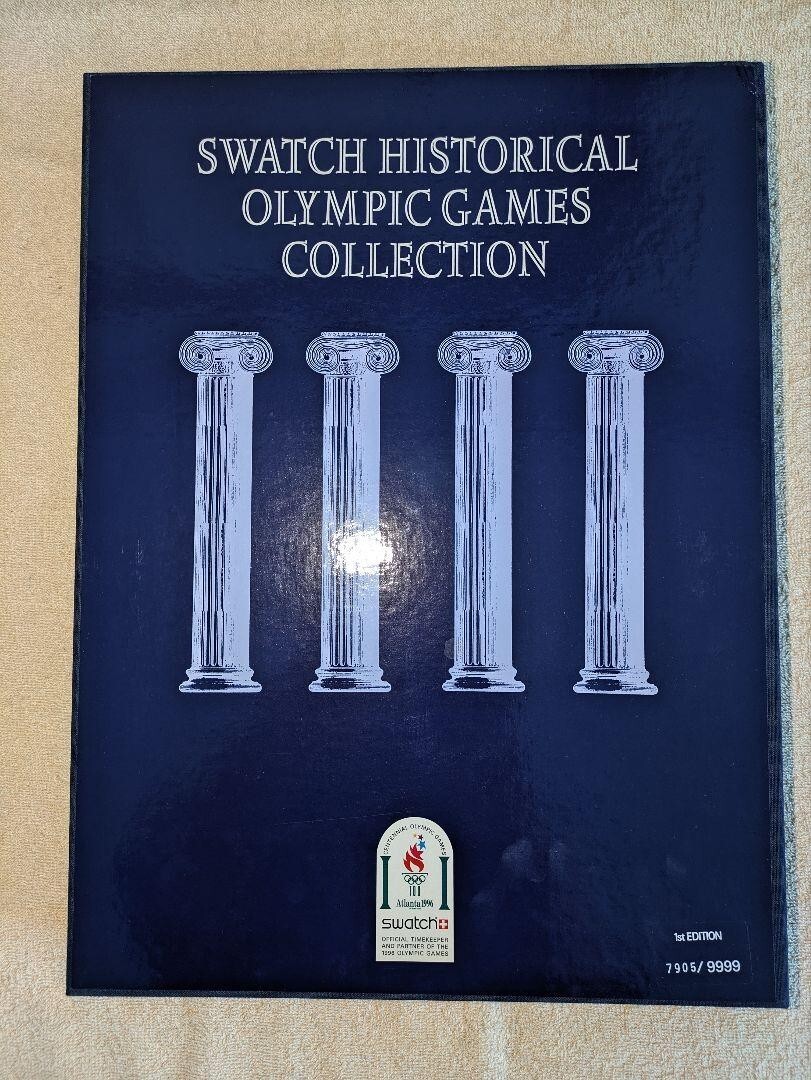 SWATCH HISTORICAL
OLYMPIC GAMES
COLLECTION
CENTENNIAL OLYMPIC GAMES
100
Atlanta 1996
swatch
OFFICIAL TIMEKEEPER
AND PARTNER OF THE
1996 OLYMPIC GAMES
1st EDITION
7905/ 9999